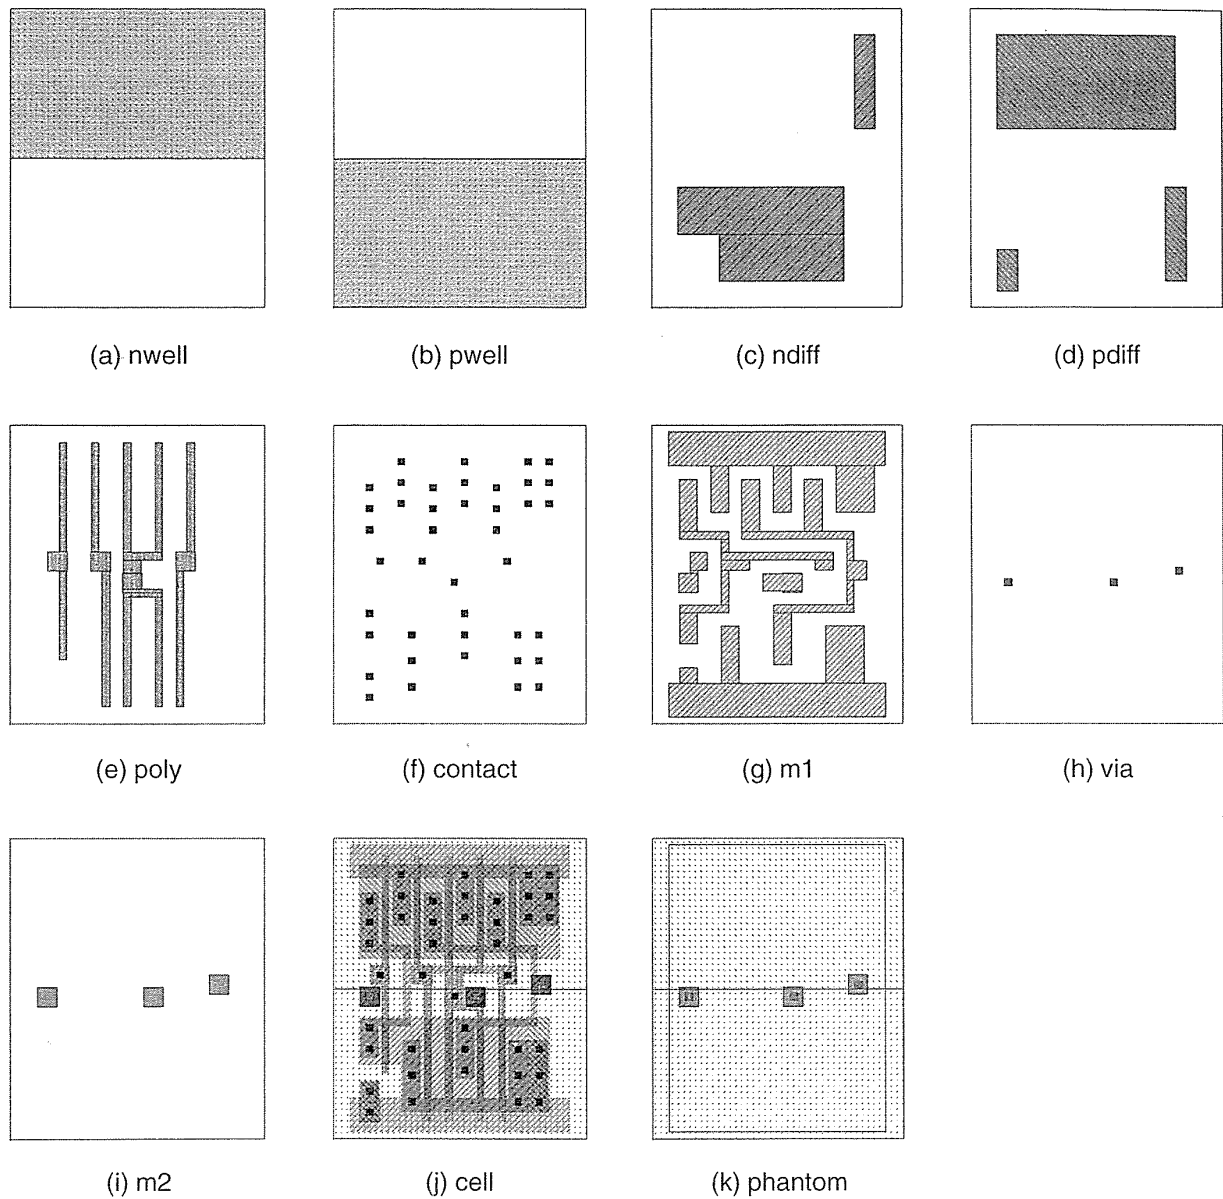 (a) nwell
(b) pwell
(c) ndiff
(d) pdiff
(e) poly
(f) contact
(g) m1
(h) via
(i) m2
(j) cell
(k) phantom